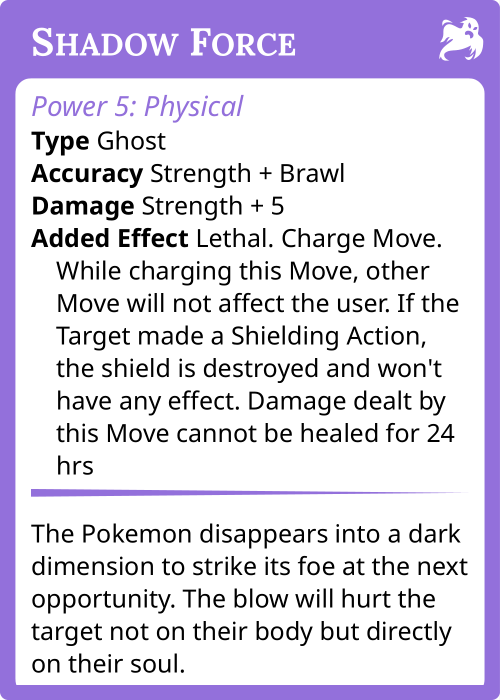 Shadow Force
Power 5: Physical
Type Ghost
Accuracy Strength + Brawl
Damage Strength + 5
Added Effect Lethal. Charge Move.
While charging this Move, other
Move will not affect the user. If the
Target made a Shielding Action,
the shield is destroyed and won't
have any effect. Damage dealt by
this Move cannot be healed for 24
hrs
The Pokemon disappears into a dark
dimension to strike its foe at the next
opportunity. The blow will hurt the
target not on their body but directly
on their soul.